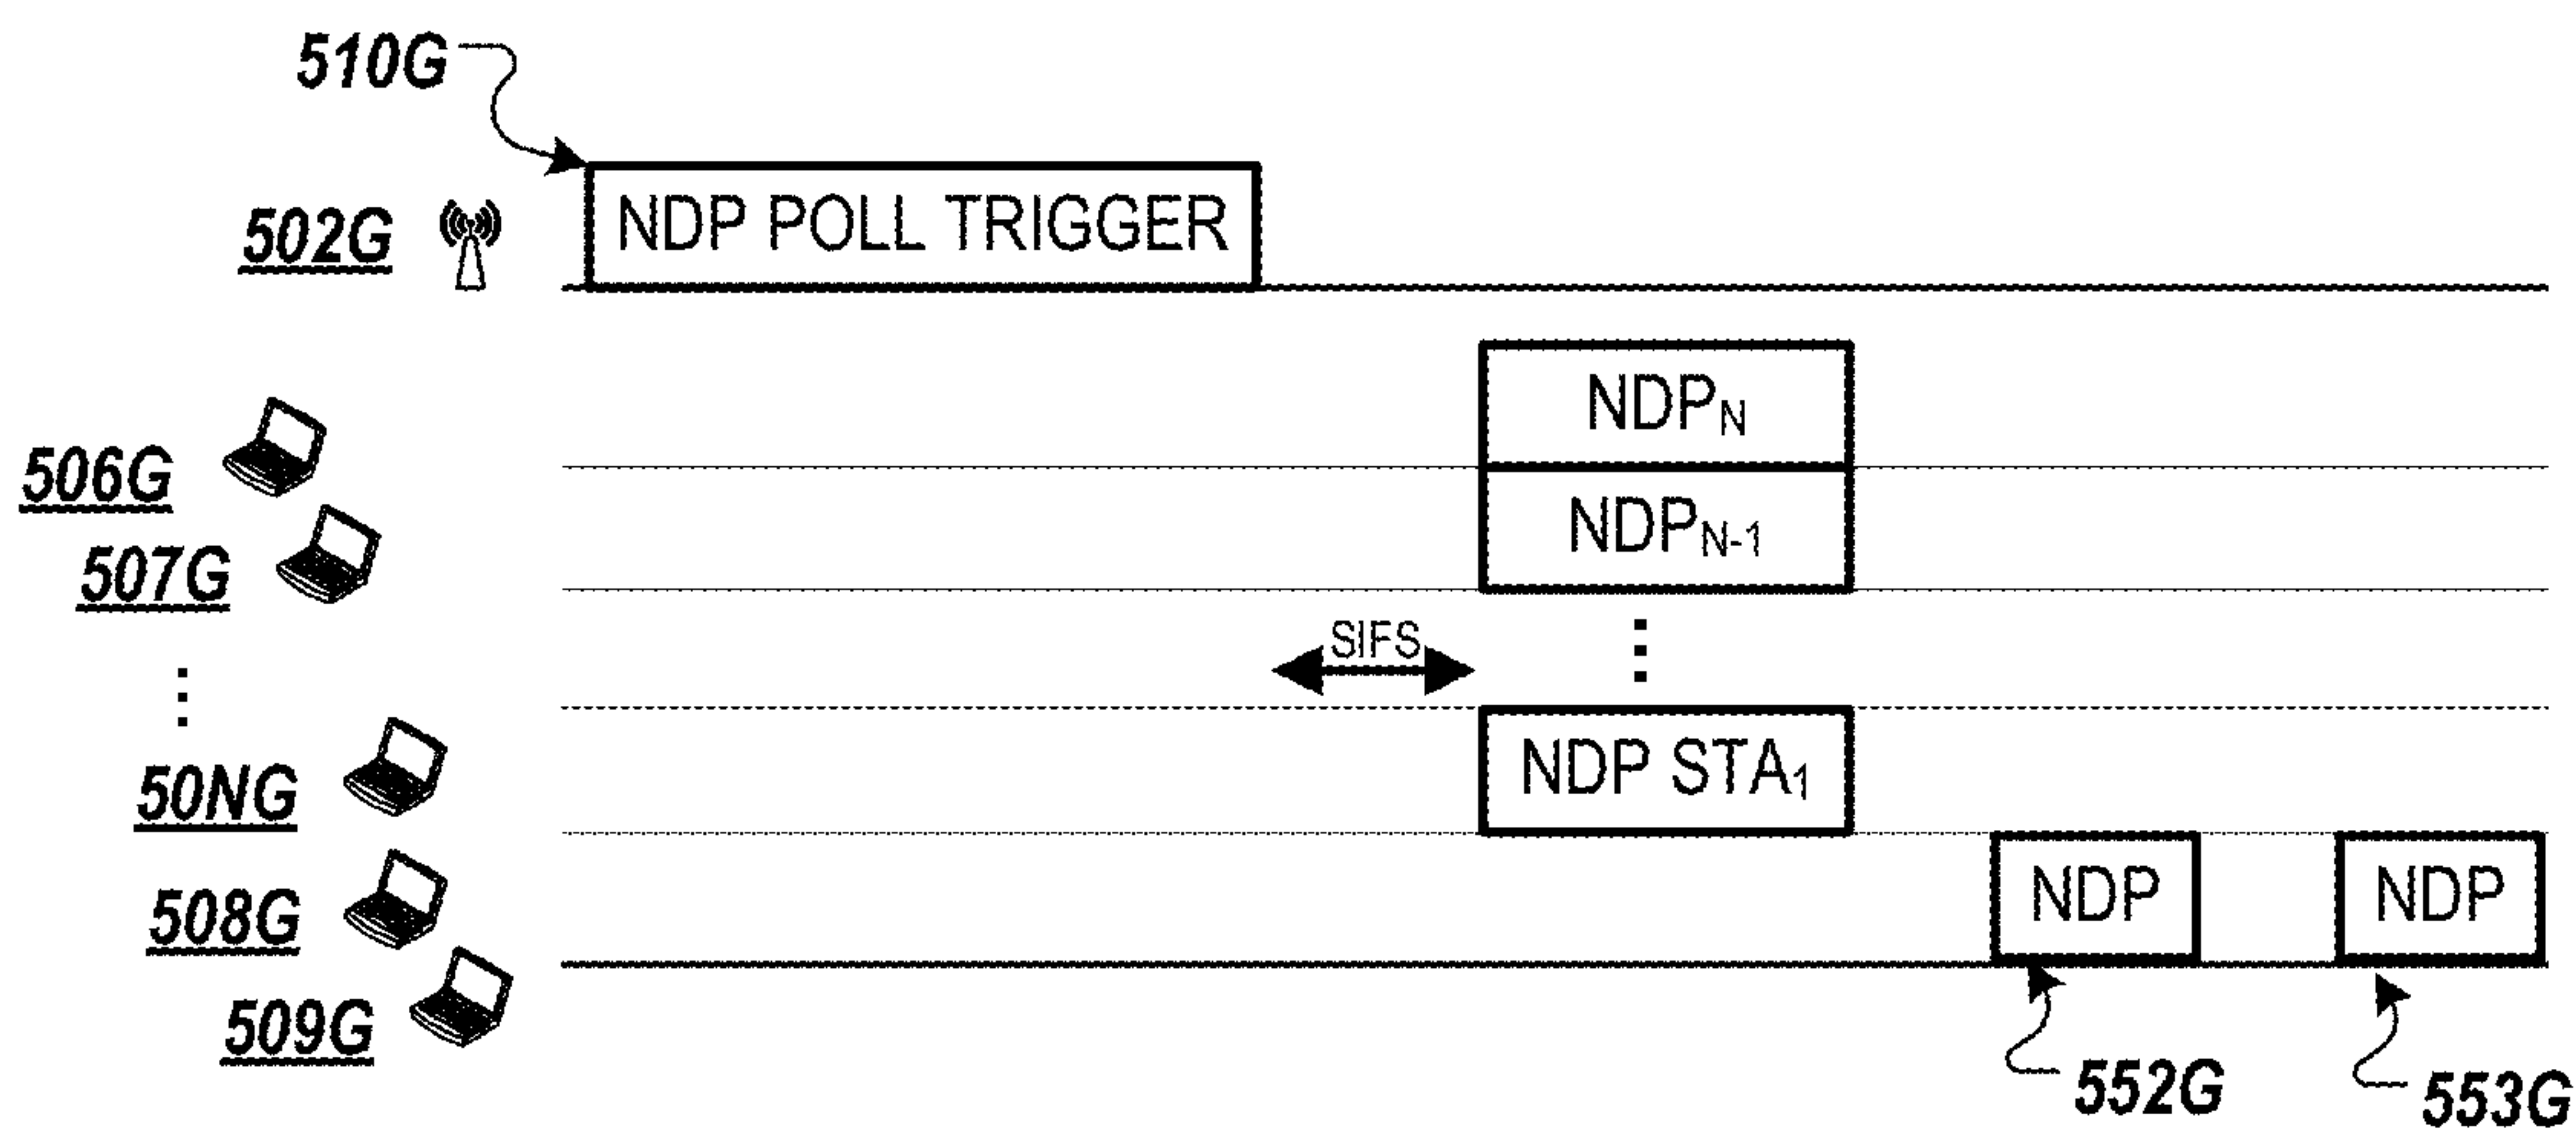 510G
502G
NDP POLL TRIGGER
NDPN
506G
NDPN-1
507G
SIFS
50NG
NDP STA1
508G
NDP NDP
509G
552G
553G